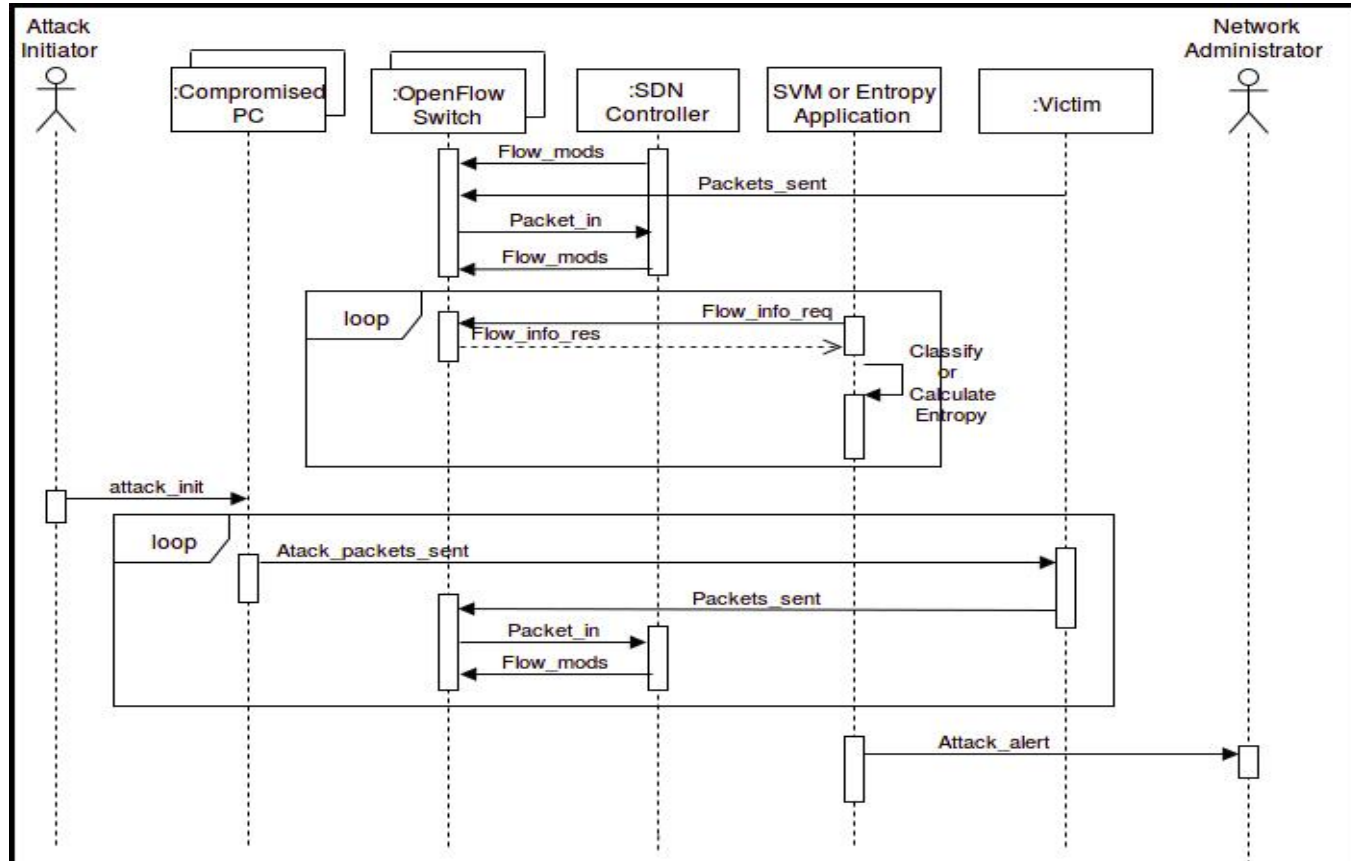 Attack
Initiator
Network
Administrator
:Compromised
PC
:OpenFlow
Switch
:SDN
Controller
SVM or Entropy
Application
:Victim
Flow_mods
Packets_sent
Packet_in
Flow_mods
loop
Flow_info_req
Flow_info_res
Classify
or
Calculate
Entropy
attack_init
loop
Atack_packets_sent
Packets_sent
Packet_in
Flow_mods
Attack_alert